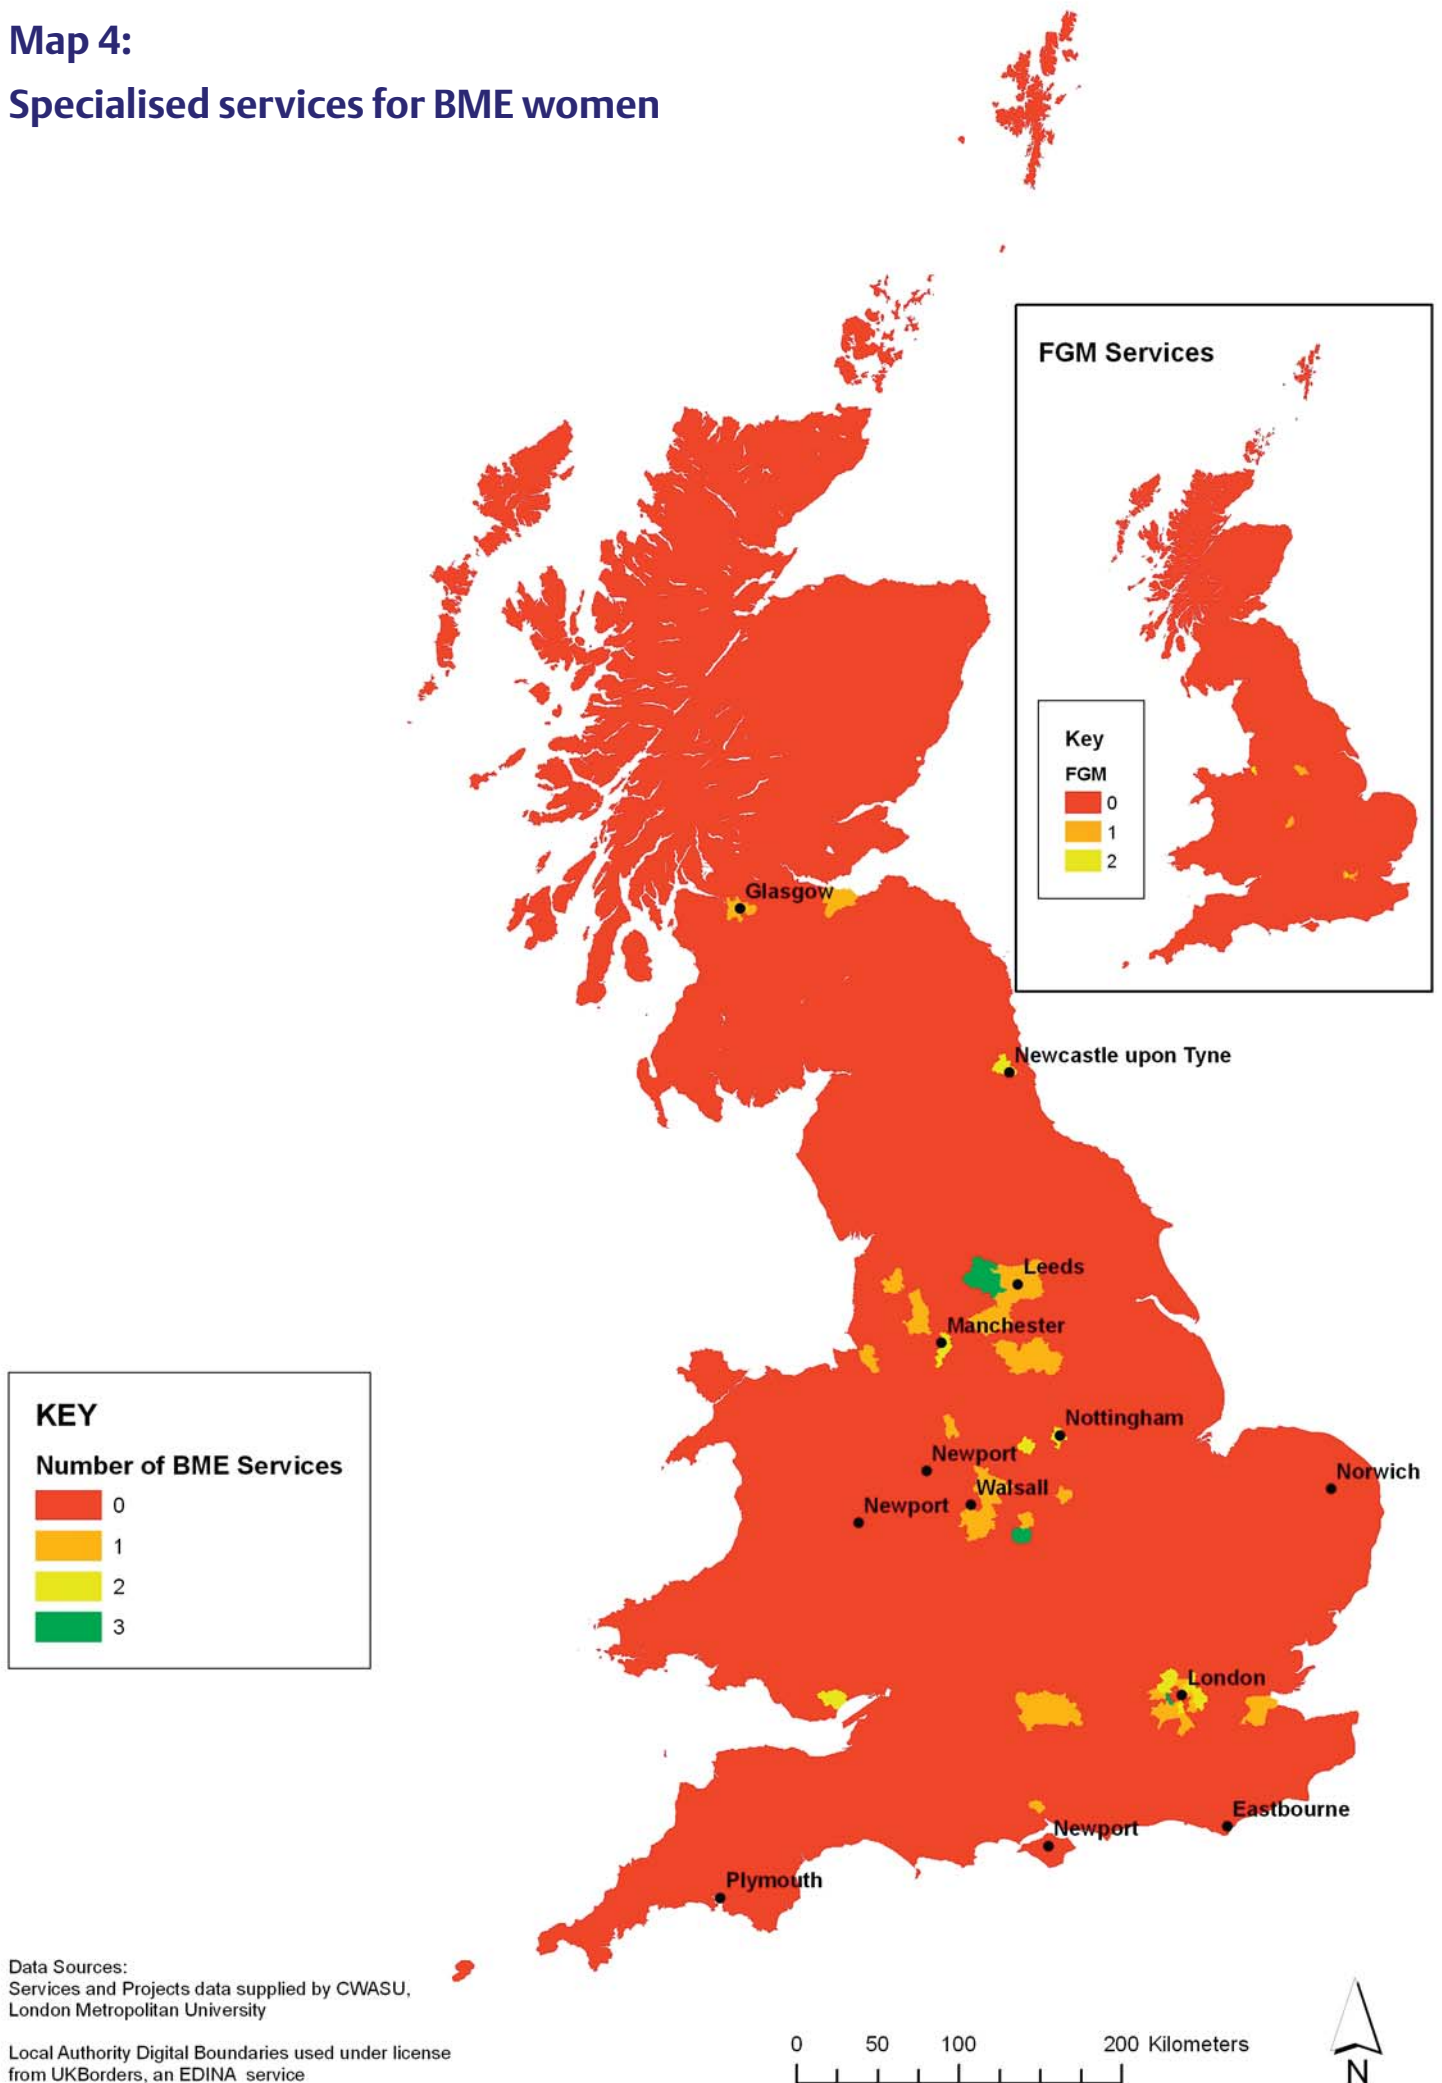 Map 4:
Specialised services for BME women
FGM Services
Key
FGM
0
1
2
Glasgow
Newcastle upon Tyne
Leeds
Manchester
Nottingham
Newport
Norwich
Walsall
Newport
London
Eastbourne
Newport
Plymouth
KEY
Number of BME Services
0
1
2
3
Data Sources:
Services and Projects data supplied by CWASU,
London Metropolitan University
Local Authority Digital Boundaries used under license
from UKBorders, an EDINA service
0 50 100 200 Kilometers
N